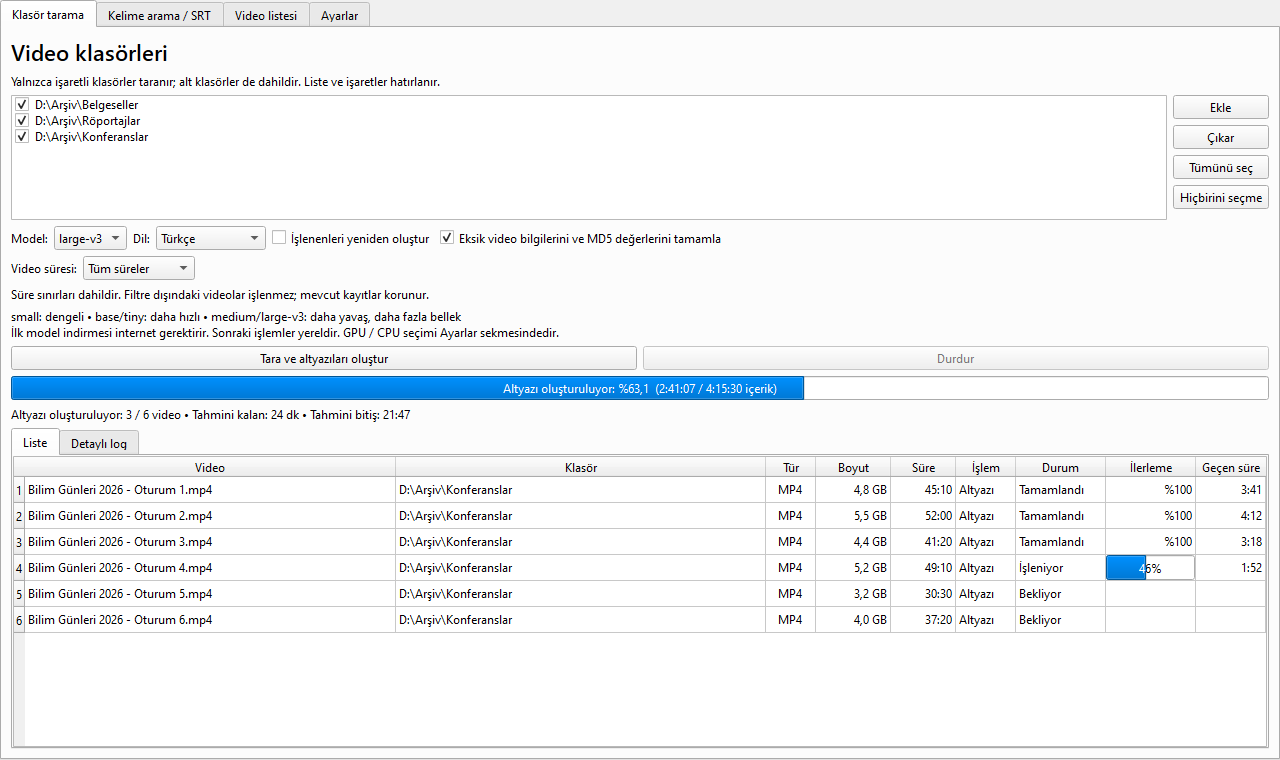 Klasör tarama Kelime arama / SRT Video listesi Ayarlar
Video klasörleri
Yalnızca işaretli klasörler taranır; alt klasörler de dahildir. Liste ve işaretler hatırlanır.
D:\Arşiv\Belgeseller
D:\Arşiv\Röportajlar
D:\Arşiv\Konferanslar
Ekle
Çıkar
Tümünü seç
Hiçbirini seçme
Model: large-v3 Dil: Türkçe İşlenenleri yeniden oluştur Eksik video bilgilerini ve MD5 değerlerini tamamla
Video süresi: Tüm süreler
Süre sınırları dahildir. Filtre dışındaki videolar işlenmez; mevcut kayıtlar korunur.
small: dengeli • base/tiny: daha hızlı • medium/large-v3: daha yavaş, daha fazla bellek
İlk model indirmesi internet gerektirir. Sonraki işlemler yereldir. GPU / CPU seçimi Ayarlar sekmesindedir.
Tara ve altyazıları oluştur Durdur
Altyazı oluşturuluyor: %63,1 (2:41:07 / 4:15:30 içerik)
Altyazı oluşturuluyor: 3 / 6 video • Tahmini kalan: 24 dk • Tahmini bitiş: 21:47
Liste Detaylı log
Video Klasör Tür Boyut Süre İşlem Durum İlerleme Geçen süre
1 Bilim Günleri 2026 - Oturum 1.mp4 D:\Arşiv\Konferanslar MP4 4,8 GB 45:10 Altyazı Tamamlandı %100 3:41
2 Bilim Günleri 2026 - Oturum 2.mp4 D:\Arşiv\Konferanslar MP4 5,5 GB 52:00 Altyazı Tamamlandı %100 4:12
3 Bilim Günleri 2026 - Oturum 3.mp4 D:\Arşiv\Konferanslar MP4 4,4 GB 41:20 Altyazı Tamamlandı %100 3:18
4 Bilim Günleri 2026 - Oturum 4.mp4 D:\Arşiv\Konferanslar MP4 5,2 GB 49:10 Altyazı İşleniyor 46% 1:52
5 Bilim Günleri 2026 - Oturum 5.mp4 D:\Arşiv\Konferanslar MP4 3,2 GB 30:30 Altyazı Bekliyor
6 Bilim Günleri 2026 - Oturum 6.mp4 D:\Arşiv\Konferanslar MP4 4,0 GB 37:20 Altyazı Bekliyor